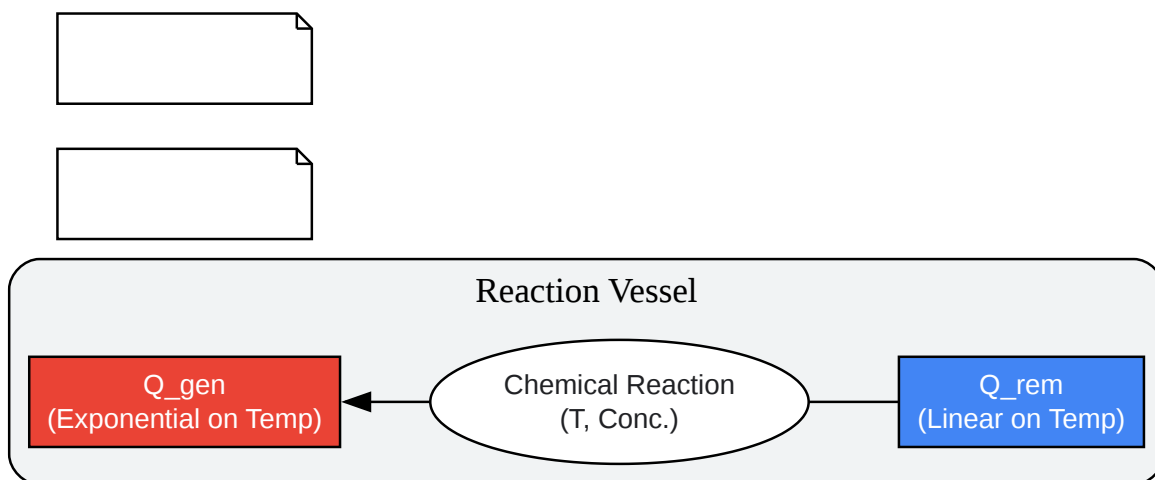 Reaction Vessel
Q_gen
(Exponential on Temp)
Chemical Reaction
(T, Conc.)
Q_rem
(Linear on Temp)